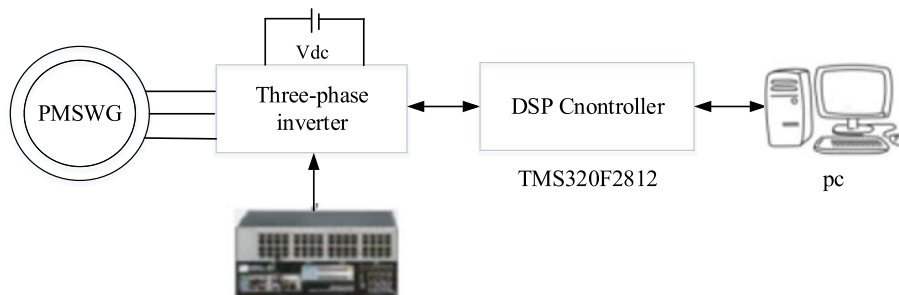 Vdc
PMSWG
Three-phase
inverter
DSP Cnontroller
TMS320F2812
pc